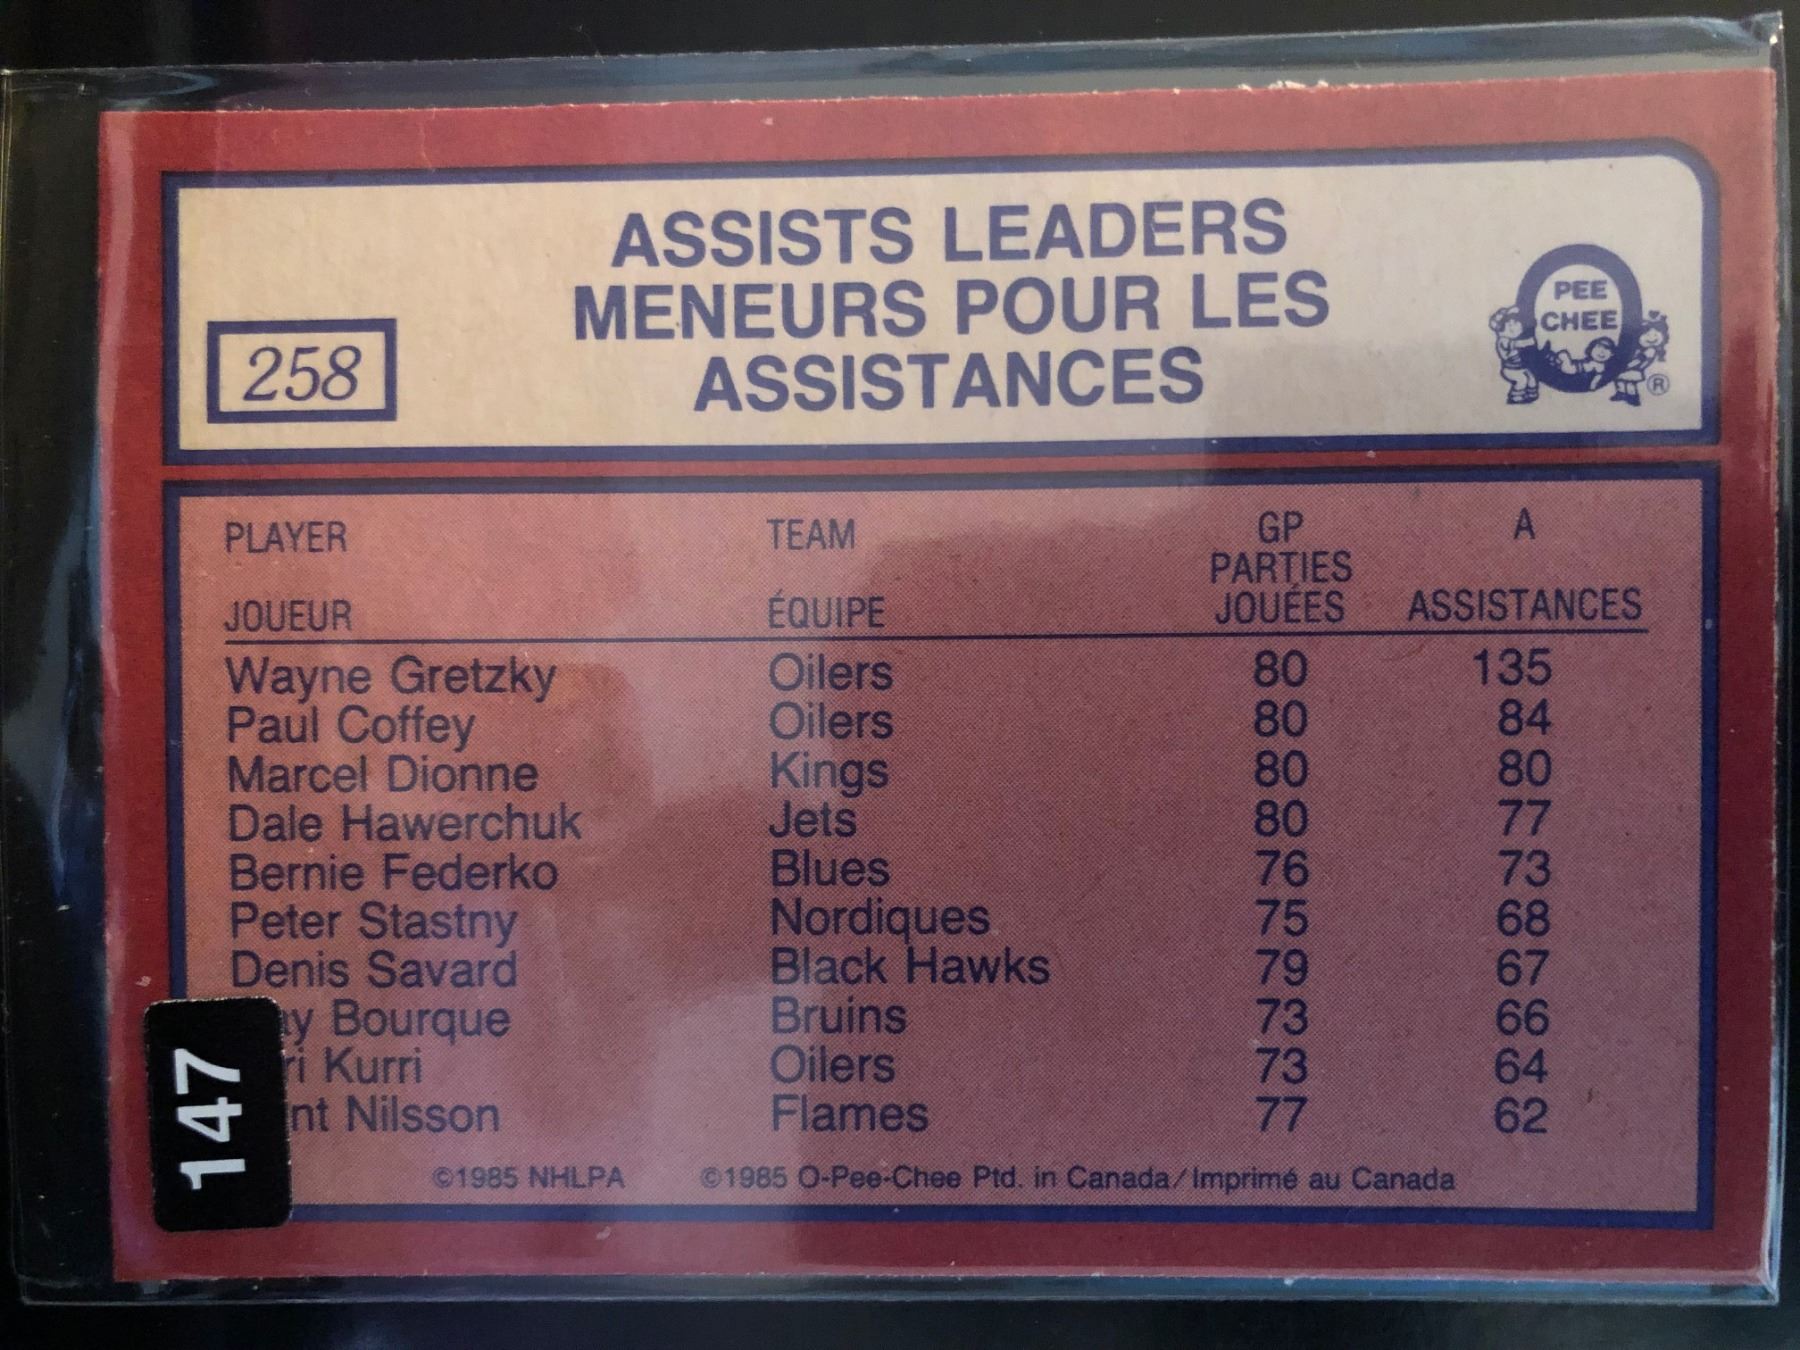 ASSISTS LEADERS
MENEURS POUR LES
ASSISTANCES
258
PEE
CHEE
®
PLAYER TEAM GP A
PARTIES
JOUEUR ÉQUIPE JOUÉES ASSISTANCES
Wayne Gretzky Oilers 80 135
Paul Coffey Oilers 80 84
Marcel Dionne Kings 80 80
Dale Hawerchuk Jets 80 77
Bernie Federko Blues 76 73
Peter Stastny Nordiques 75 68
Denis Savard Black Hawks 79 67
ay Bourque Bruins 73 66
ri Kurri Oilers 73 64
nt Nilsson Flames 77 62
©1985 NHLPA ©1985 O-Pee-Chee Ptd. in Canada/Imprimé au Canada
147